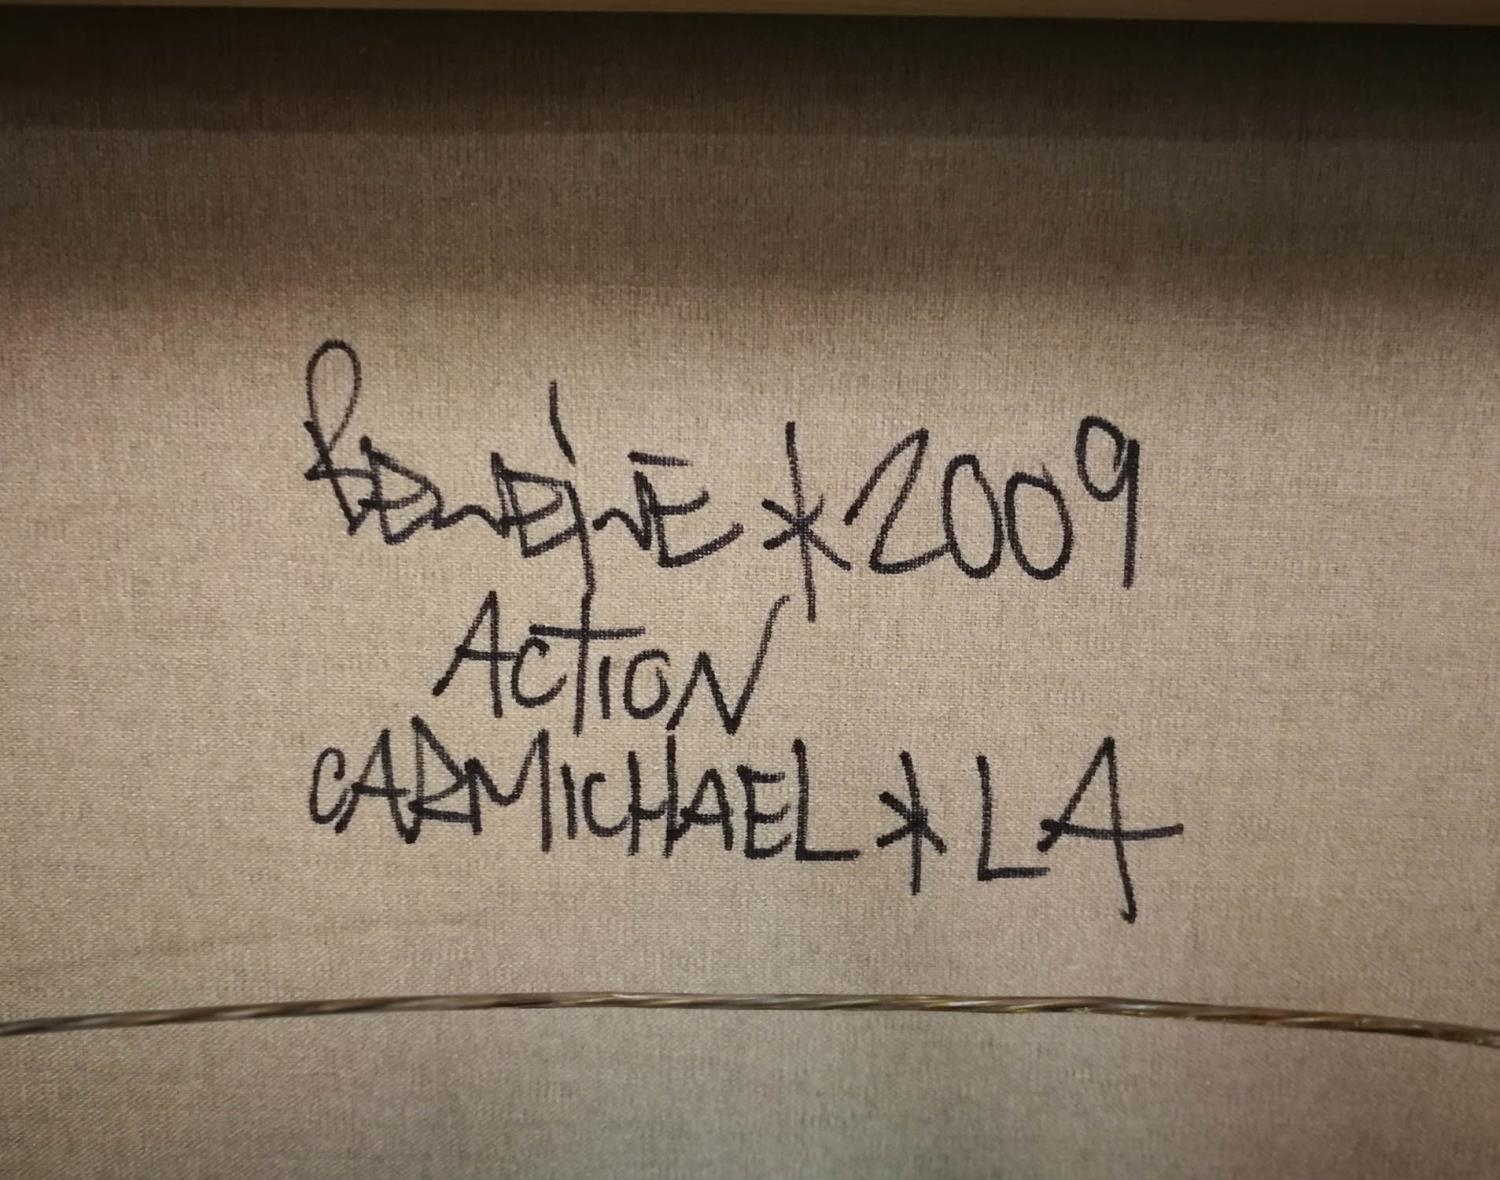 * 2009
ACTION
CARMICHAEL * LA